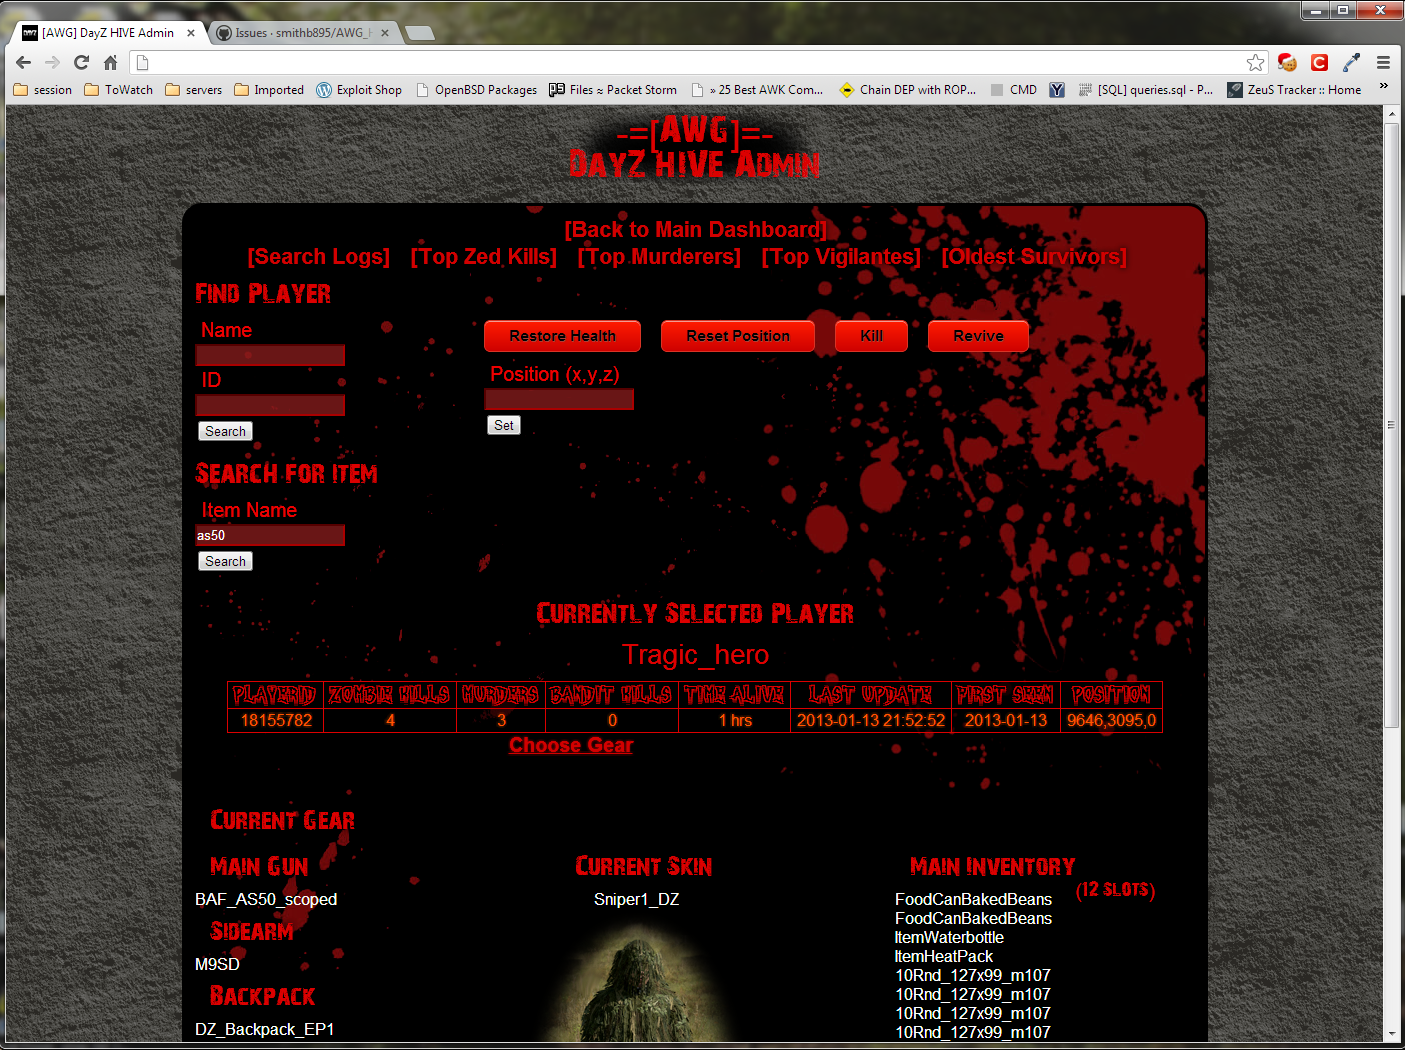 [AWG] DayZ HIVE Admin
Issues · smithb895/AWG_H
session ToWatch servers Imported Exploit Shop OpenBSD Packages Files ≈ Packet Storm » 25 Best AWK Com... Chain DEP with ROP... CMD [SQL] queries.sql - P... ZeuS Tracker :: Home »
-=[AWG]=-
DayZ HIVE Admin
[Back to Main Dashboard]
[Search Logs] [Top Zed Kills] [Top Murderers] [Top Vigilantes] [Oldest Survivors]
Find Player
Name
ID
Search
Restore Health Reset Position Kill Revive
Position (x,y,z)
Set
Search for Item
Item Name
as50
Search
Currently Selected Player
Tragic_hero
PlayerID Zombie Kills Murders Bandit Kills Time Alive Last Update First Seen Position
18155782 4 3 0 1 hrs 2013-01-13 21:52:52 2013-01-13 9646,3095,0
Choose Gear
Current Gear
Main Gun
BAF_AS50_scoped
Sidearm
M9SD
Backpack
DZ_Backpack_EP1
Current Skin
Sniper1_DZ
Main Inventory
(12 slots)
FoodCanBakedBeans
FoodCanBakedBeans
ItemWaterbottle
ItemHeatPack
10Rnd_127x99_m107
10Rnd_127x99_m107
10Rnd_127x99_m107
10Rnd_127x99_m107